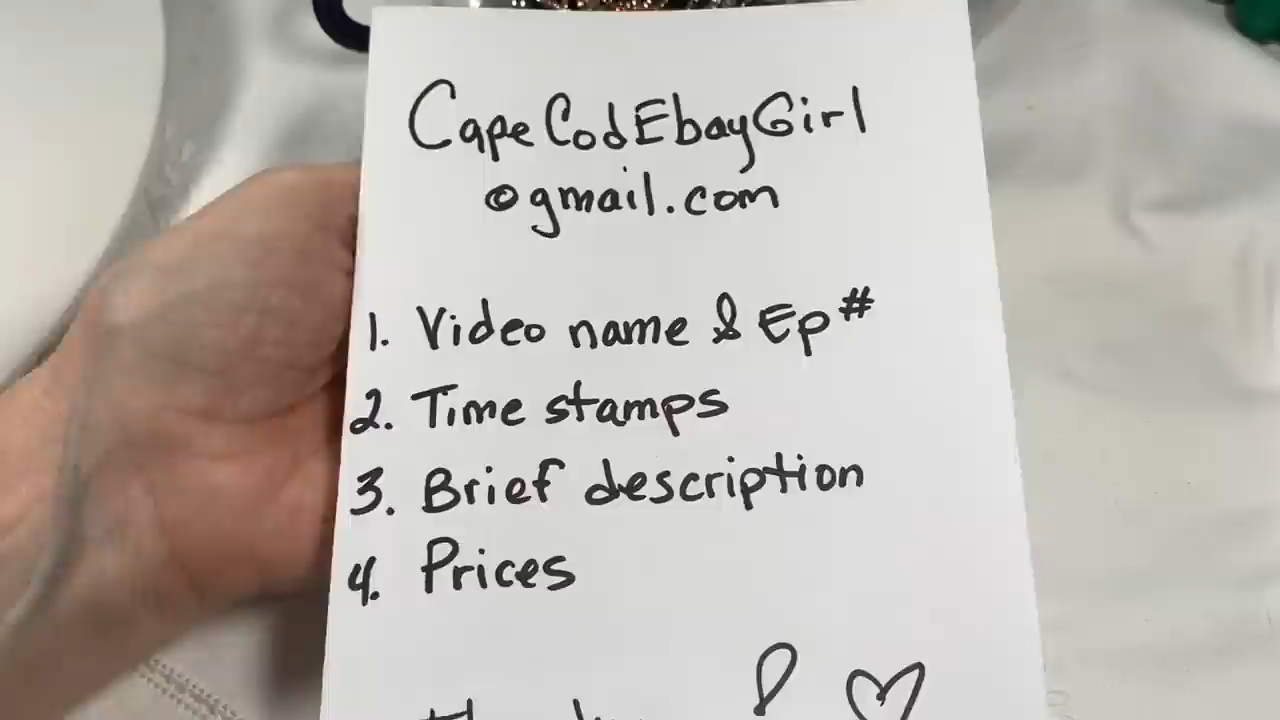 CapeCodEbayGirl
@gmail.com
1. Video name & Ep#
2. Time stamps
3. Brief description
4. Prices